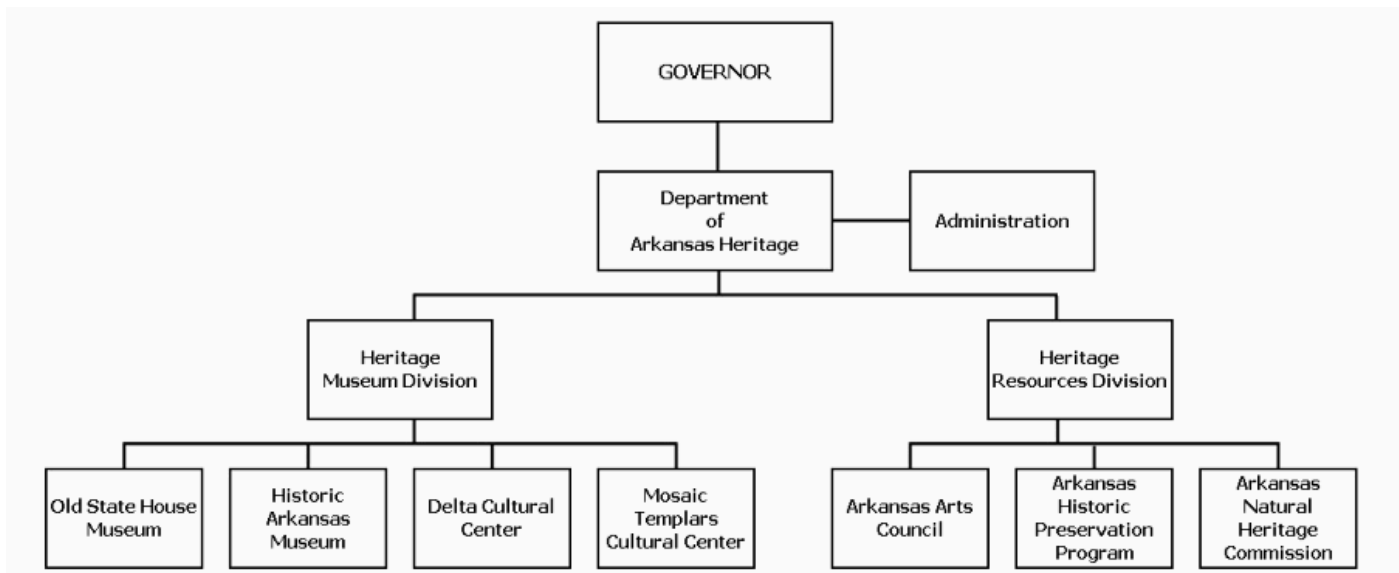 GOVERNOR
Department
of
Arkansas Heritage
Administration
Heritage
Museum Division
Heritage
Resources Division
Old State House
Museum
Historic
Arkansas
Museum
Delta Cultural
Center
Mosaic
Templars
Cultural Center
Arkansas Arts
Council
Arkansas
Historic
Preservation
Program
Arkansas
Natural
Heritage
Commission